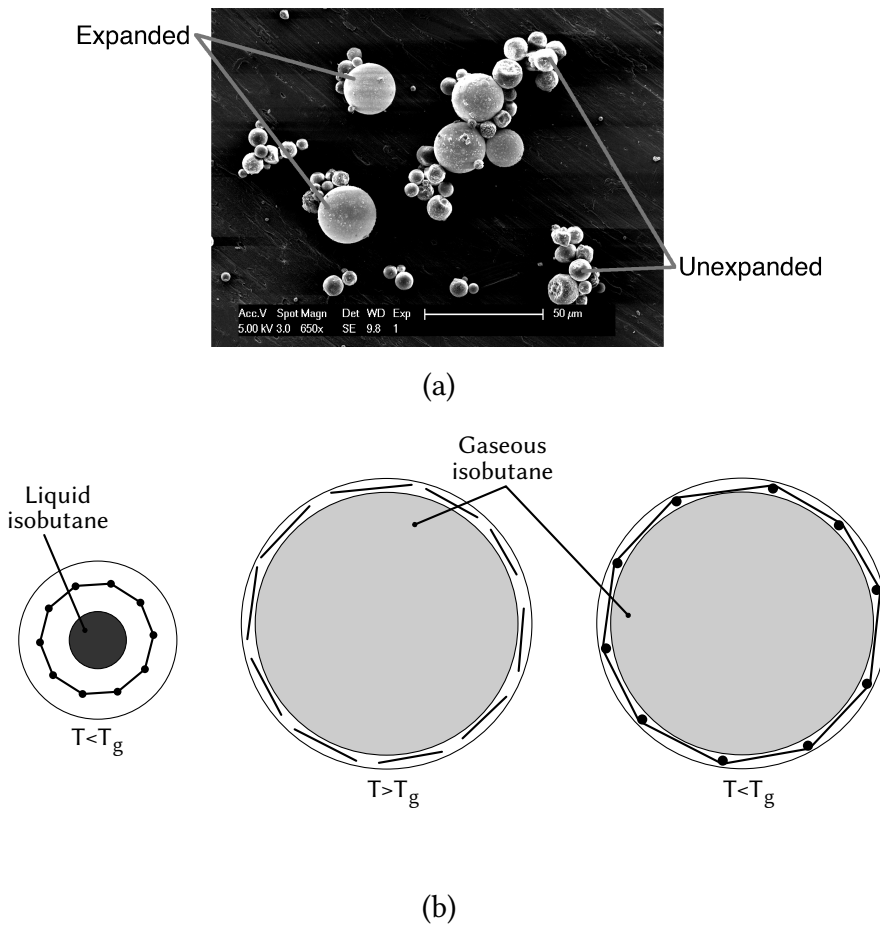 Expanded
Unexpanded
Acc.V Spot Magn Det WD Exp
5.00 kV 3.0 650x SE 9.8 1
50 µm
(a)
Gaseous
isobutane
Liquid
isobutane
T<Tg
T>Tg
T<Tg
(b)